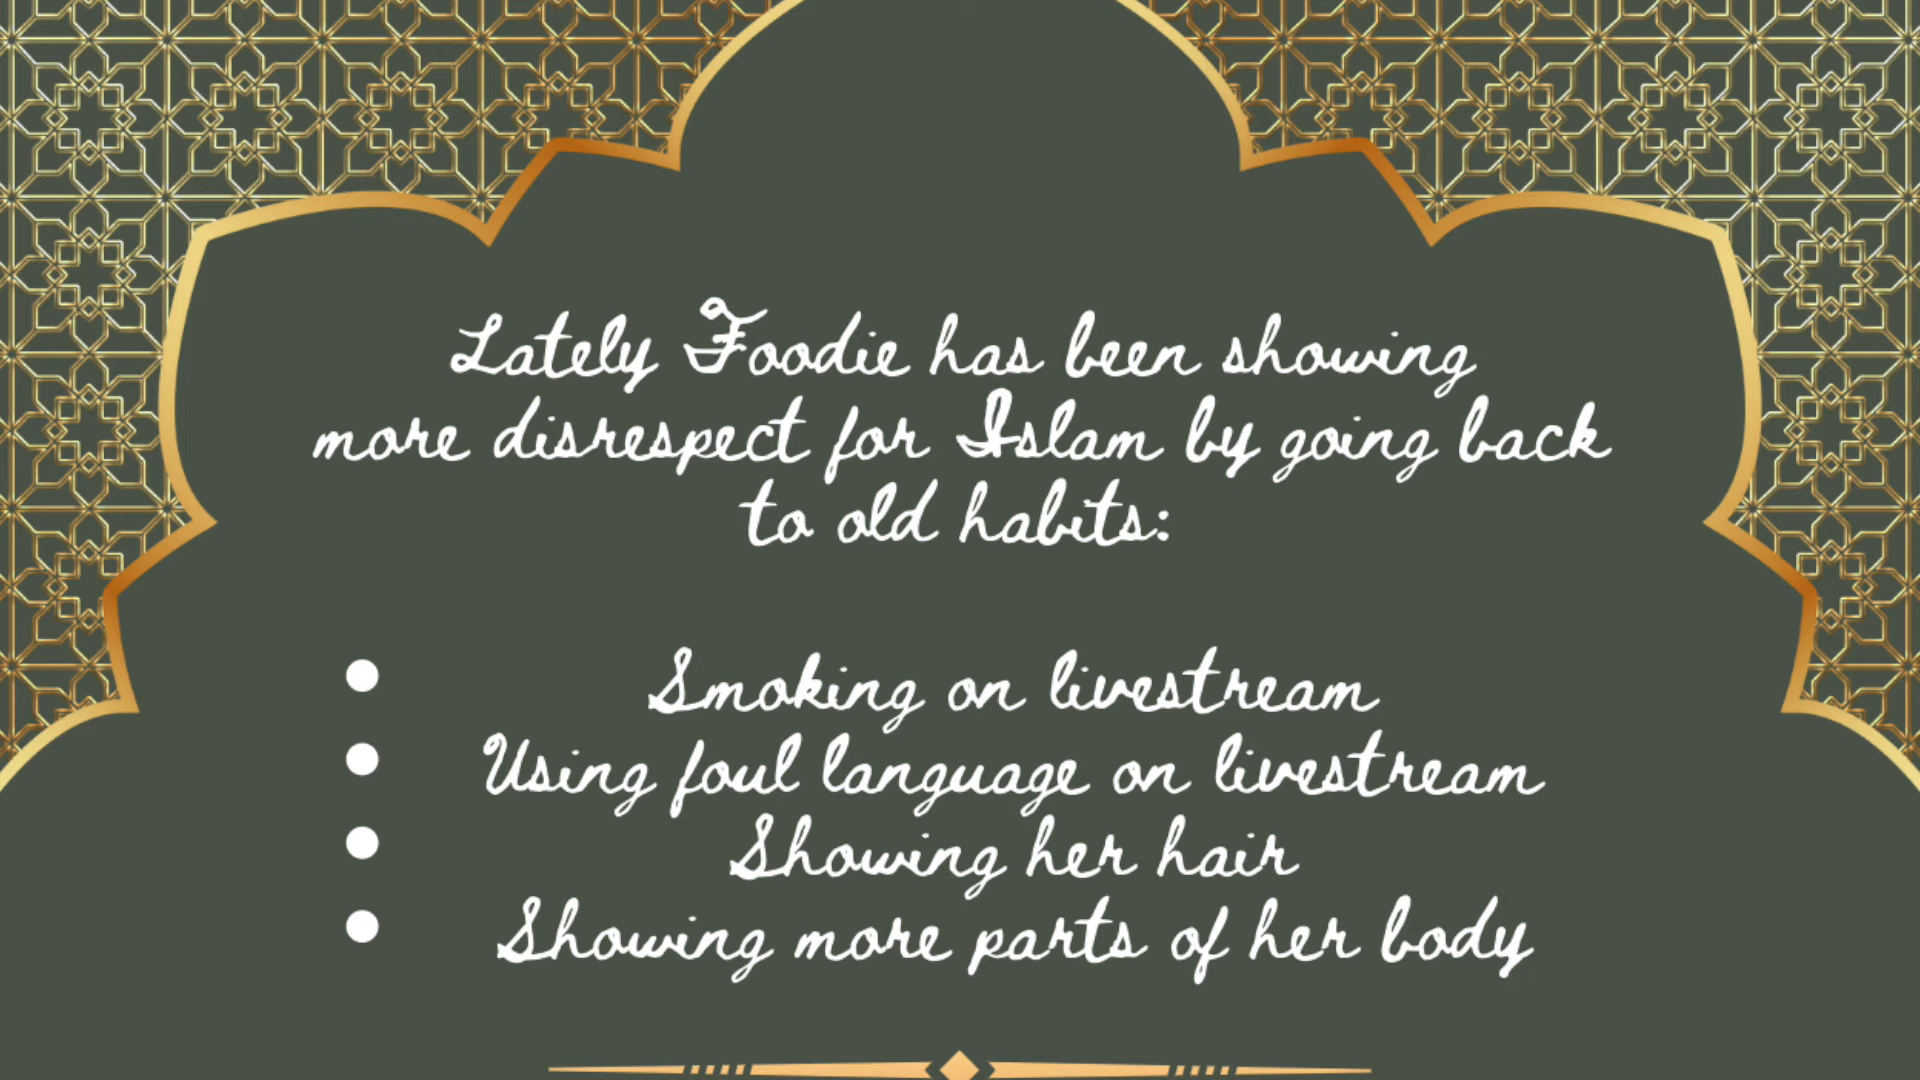 Lately Foodie has been showing
more disrespect for Islam by going back
to old habits:
• Smoking on livestream
• Using foul language on livestream
• Showing her hair
• Showing more parts of her body